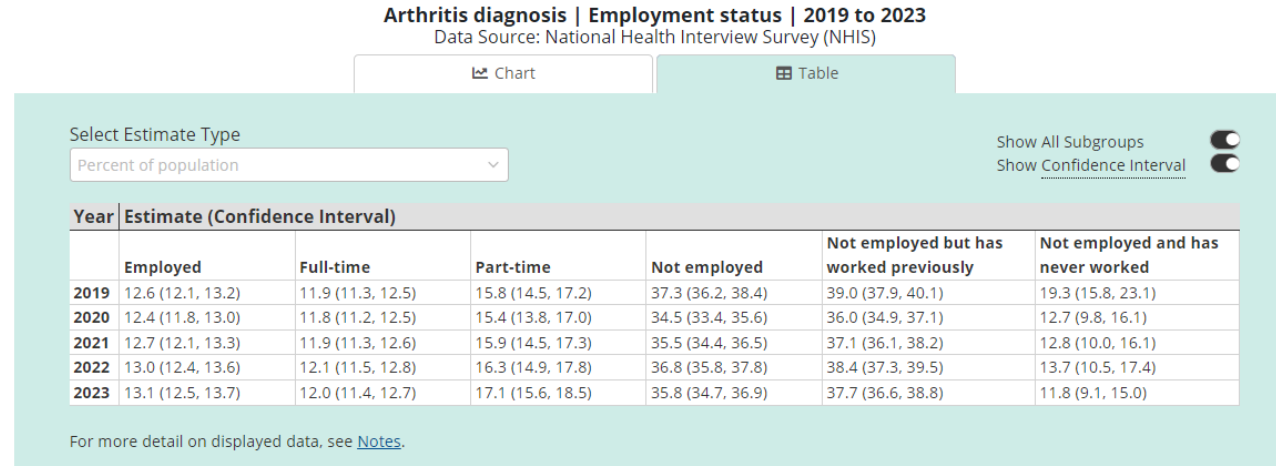 Arthritis diagnosis | Employment status | 2019 to 2023
Data Source: National Health Interview Survey (NHIS)
Chart
Table
Select Estimate Type
Percent of population
Show All Subgroups
Show Confidence Interval
Year Estimate (Confidence Interval)
Employed Full-time Part-time Not employed Not employed but has worked previously Not employed and has never worked
2019 12.6 (12.1, 13.2) 11.9 (11.3, 12.5) 15.8 (14.5, 17.2) 37.3 (36.2, 38.4) 39.0 (37.9, 40.1) 19.3 (15.8, 23.1)
2020 12.4 (11.8, 13.0) 11.8 (11.2, 12.5) 15.4 (13.8, 17.0) 34.5 (33.4, 35.6) 36.0 (34.9, 37.1) 12.7 (9.8, 16.1)
2021 12.7 (12.1, 13.3) 11.9 (11.3, 12.6) 15.9 (14.5, 17.3) 35.5 (34.4, 36.5) 37.1 (36.1, 38.2) 12.8 (10.0, 16.1)
2022 13.0 (12.4, 13.6) 12.1 (11.5, 12.8) 16.3 (14.9, 17.8) 36.8 (35.8, 37.8) 38.4 (37.3, 39.5) 13.7 (10.5, 17.4)
2023 13.1 (12.5, 13.7) 12.0 (11.4, 12.7) 17.1 (15.6, 18.5) 35.8 (34.7, 36.9) 37.7 (36.6, 38.8) 11.8 (9.1, 15.0)
For more detail on displayed data, see Notes.